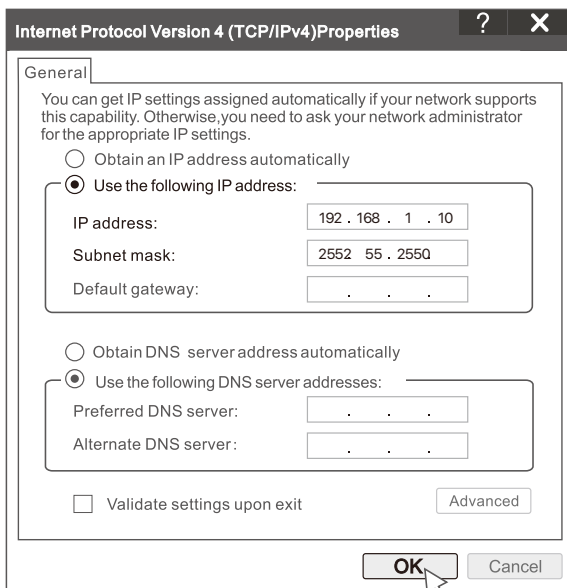 Internet Protocol Version 4 (TCP/IPv4)Properties ? X
General
You can get IP settings assigned automatically if your network supports
this capability. Otherwise,you need to ask your network administrator
for the appropriate IP settings.
Obtain an IP address automatically
Use the following IP address:
IP address: 192 . 168 . 1 . 10
Subnet mask: 2552 55 . 2550.
Default gateway: . . .
Obtain DNS server address automatically
Use the following DNS server addresses:
Preferred DNS server: . . .
Alternate DNS server: . . .
Validate settings upon exit Advanced
OK Cancel